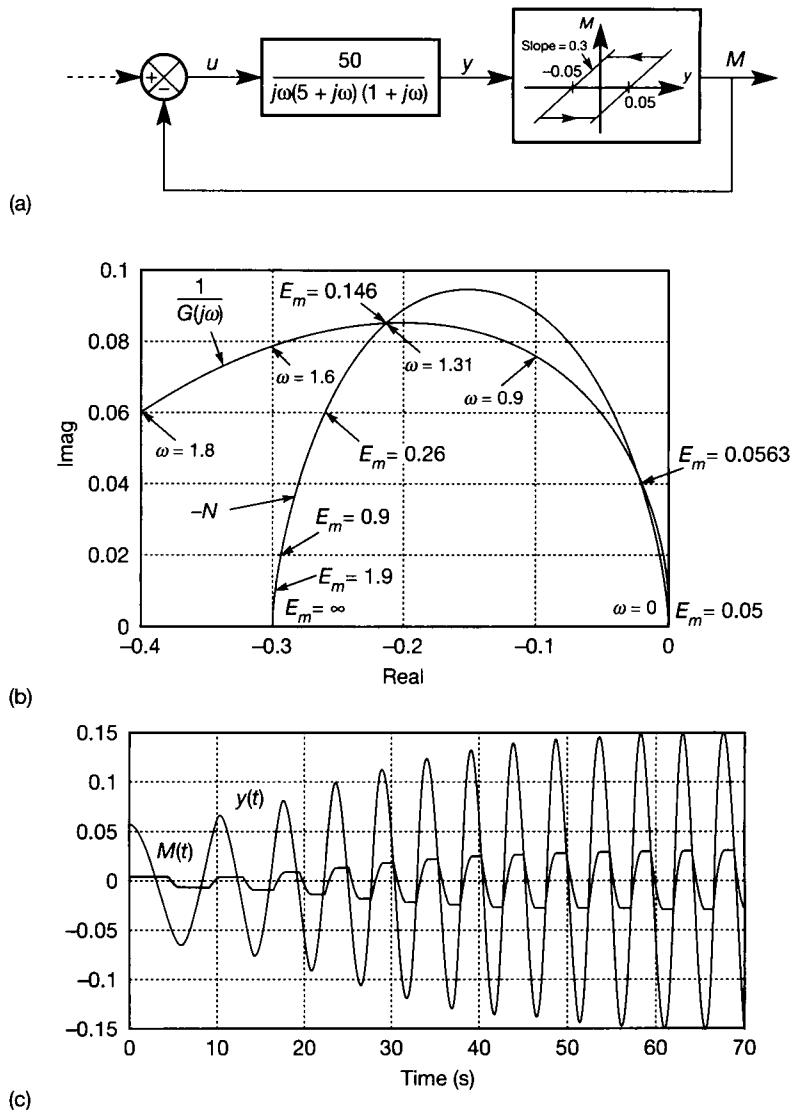 M
Slope = 0.3
−0.05
0.05
y
+
−
u
50
jω(5 + jω) (1 + jω)
y
M
(a)
0.1
0.08
0.06
0.04
0.02
0
Imag
1
G(jω)
E_m = 0.146
ω = 1.6
ω = 1.31
ω = 0.9
ω = 1.8
E_m = 0.26
E_m = 0.0563
−N
E_m = 0.9
E_m = 1.9
E_m = ∞
ω = 0
E_m = 0.05
−0.4 −0.3 −0.2 −0.1 0
Real
(b)
0.15
0.1
0.05
0
−0.05
−0.1
−0.15
y(t)
M(t)
0 10 20 30 40 50 60 70
Time (s)
(c)